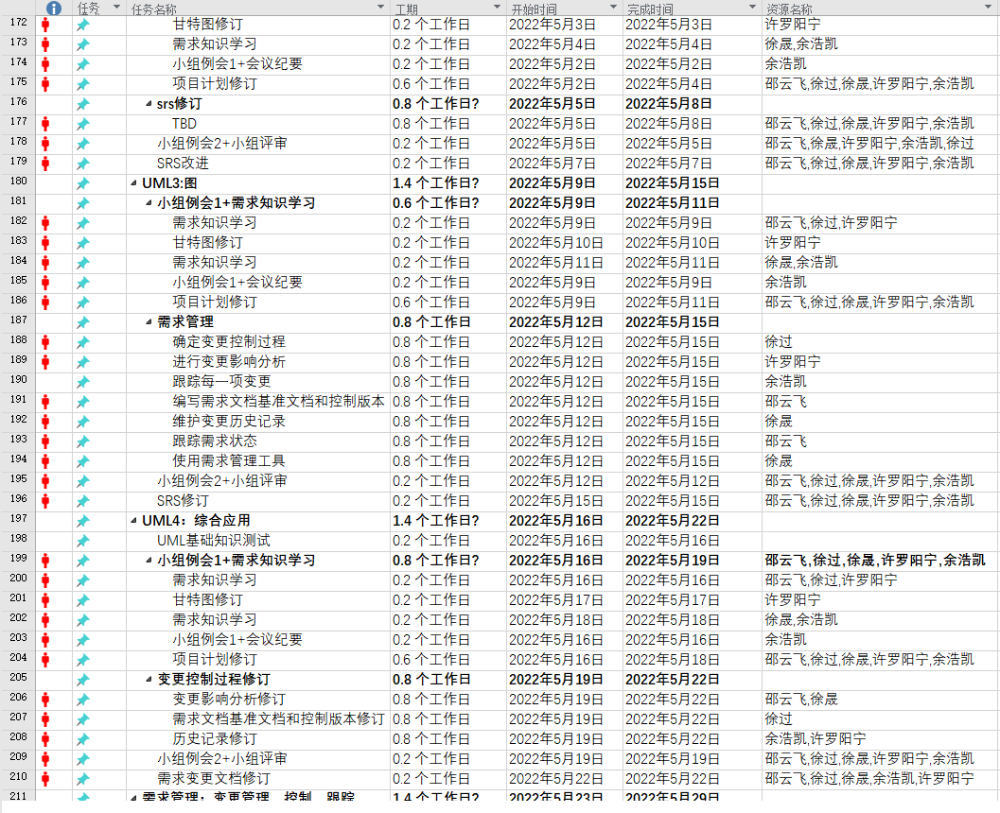 任务 任务名称 工期 开始时间 完成时间 资源名称
172 甘特图修订 0.2 个工作日 2022年5月3日 2022年5月3日 许罗阳宁
173 需求知识学习 0.2 个工作日 2022年5月4日 2022年5月4日 徐晟,余浩凯
174 小组例会1+会议纪要 0.2 个工作日 2022年5月2日 2022年5月2日 余浩凯
175 项目计划修订 0.6 个工作日 2022年5月2日 2022年5月4日 邵云飞,徐过,徐晟,许罗阳宁,余浩凯
176 srs修订 0.8 个工作日? 2022年5月5日 2022年5月8日
177 TBD 0.8 个工作日 2022年5月5日 2022年5月8日 邵云飞,徐过,徐晟,许罗阳宁,余浩凯
178 小组例会2+小组评审 0.2 个工作日 2022年5月5日 2022年5月5日 邵云飞,徐晟,许罗阳宁,余浩凯,徐过
179 SRS改进 0.2 个工作日 2022年5月7日 2022年5月7日 邵云飞,徐过,徐晟,许罗阳宁,余浩凯
180 UML3:图 1.4 个工作日? 2022年5月9日 2022年5月15日
181 小组例会1+需求知识学习 0.6 个工作日? 2022年5月9日 2022年5月11日
182 需求知识学习 0.2 个工作日 2022年5月9日 2022年5月9日 邵云飞,徐过,许罗阳宁
183 甘特图修订 0.2 个工作日 2022年5月10日 2022年5月10日 许罗阳宁
184 需求知识学习 0.2 个工作日 2022年5月11日 2022年5月11日 徐晟,余浩凯
185 小组例会1+会议纪要 0.2 个工作日 2022年5月9日 2022年5月9日 余浩凯
186 项目计划修订 0.6 个工作日 2022年5月9日 2022年5月11日 邵云飞,徐过,徐晟,许罗阳宁,余浩凯
187 需求管理 0.8 个工作日 2022年5月12日 2022年5月15日
188 确定变更控制过程 0.8 个工作日 2022年5月12日 2022年5月15日 徐过
189 进行变更影响分析 0.8 个工作日 2022年5月12日 2022年5月15日 许罗阳宁
190 跟踪每一项变更 0.8 个工作日 2022年5月12日 2022年5月15日 余浩凯
191 编写需求文档基准文档和控制版本 0.8 个工作日 2022年5月12日 2022年5月15日 邵云飞
192 维护变更历史记录 0.8 个工作日 2022年5月12日 2022年5月15日 徐晟
193 跟踪需求状态 0.8 个工作日 2022年5月12日 2022年5月15日 邵云飞
194 使用需求管理工具 0.8 个工作日 2022年5月12日 2022年5月15日 徐晟
195 小组例会2+小组评审 0.2 个工作日 2022年5月12日 2022年5月12日 邵云飞,徐过,徐晟,许罗阳宁,余浩凯
196 SRS修订 0.2 个工作日 2022年5月15日 2022年5月15日 邵云飞,徐过,徐晟,许罗阳宁,余浩凯
197 UML4：综合应用 1.4 个工作日? 2022年5月16日 2022年5月22日
198 UML基础知识测试 0.2 个工作日 2022年5月16日 2022年5月16日
199 小组例会1+需求知识学习 0.8 个工作日? 2022年5月16日 2022年5月19日 邵云飞,徐过,徐晟,许罗阳宁,余浩凯
200 需求知识学习 0.2 个工作日 2022年5月16日 2022年5月16日 邵云飞,徐过,许罗阳宁
201 甘特图修订 0.2 个工作日 2022年5月17日 2022年5月17日 许罗阳宁
202 需求知识学习 0.2 个工作日 2022年5月18日 2022年5月18日 徐晟,余浩凯
203 小组例会1+会议纪要 0.2 个工作日 2022年5月16日 2022年5月16日 余浩凯
204 项目计划修订 0.6 个工作日 2022年5月16日 2022年5月18日 邵云飞,徐过,徐晟,许罗阳宁,余浩凯
205 变更控制过程修订 0.8 个工作日 2022年5月19日 2022年5月22日
206 变更影响分析修订 0.8 个工作日 2022年5月19日 2022年5月22日 邵云飞,徐晟
207 需求文档基准文档和控制版本修订 0.8 个工作日 2022年5月19日 2022年5月22日 徐过
208 历史记录修订 0.8 个工作日 2022年5月19日 2022年5月22日 余浩凯,许罗阳宁
209 小组例会2+小组评审 0.2 个工作日 2022年5月19日 2022年5月19日 邵云飞,徐过,徐晟,许罗阳宁,余浩凯
210 需求变更文档修订 0.2 个工作日 2022年5月22日 2022年5月22日 邵云飞,徐过,徐晟,余浩凯,许罗阳宁
211 需求管理：变更管理、控制、跟踪 1.4 个工作日? 2022年5月23日 2022年5月29日